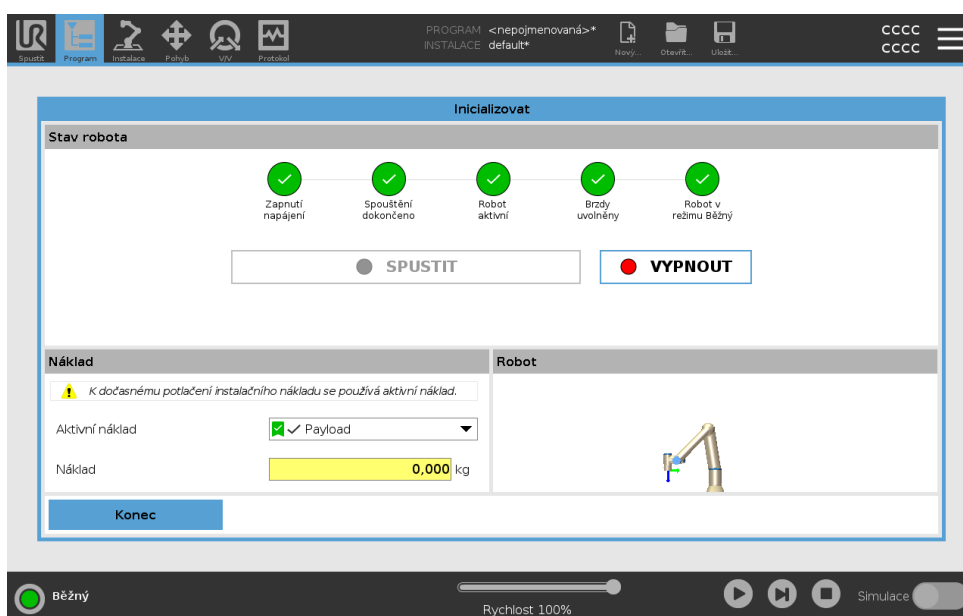 UR
PROGRAM <nepojmenovaná>*
INSTALACE default*
cccc
cccc
Spustit Program Instalace Pohyb V/V Protokol Nový... Otevřít... Uložit...
Inicializovat
Stav robota
Zapnutí napájení
Spouštění dokončeno
Robot aktivní
Brzdy uvolněny
Robot v režimu Běžný
SPUSTIT VYPNOUT
Náklad
Robot
K dočasnému potlačení instalačního nákladu se používá aktivní náklad.
Aktivní náklad Payload
Náklad 0,000 kg
Konec
Běžný
Rychlost 100%
Simulace